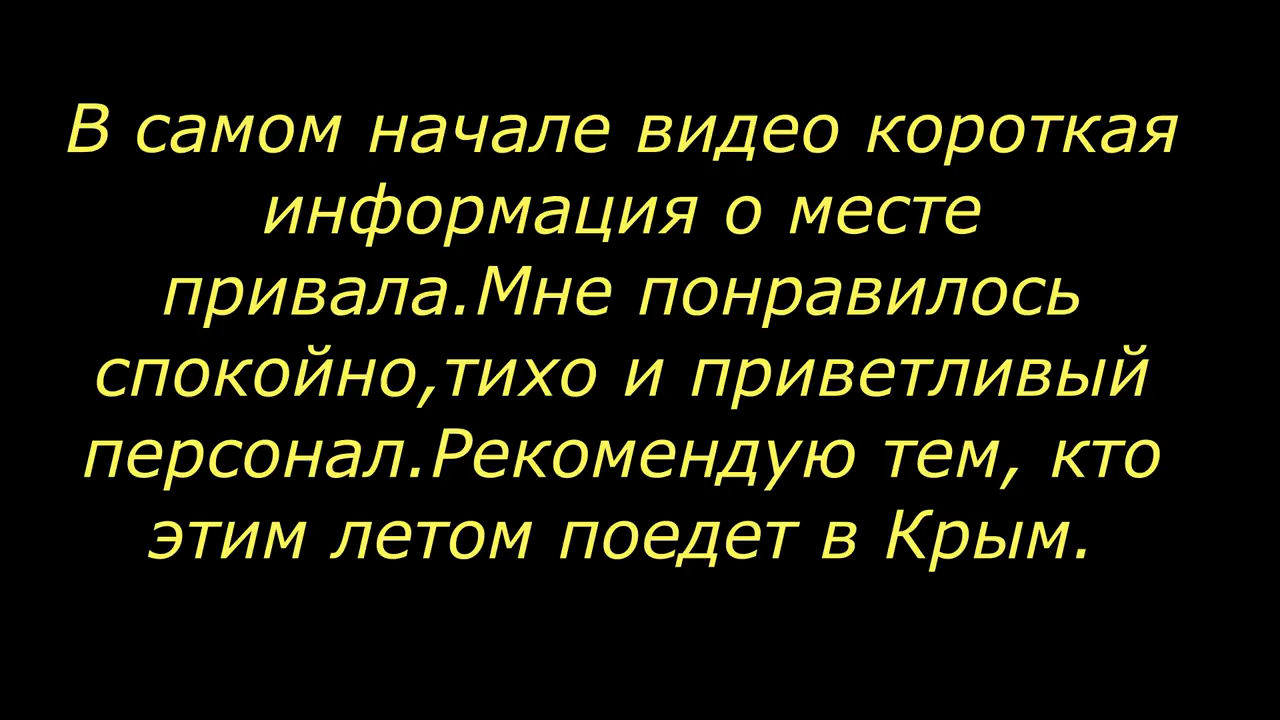 В самом начале видео короткая
информация о месте
привала.Мне понравилось
спокойно,тихо и приветливый
персонал.Рекомендую тем, кто
этим летом поедет в Крым.